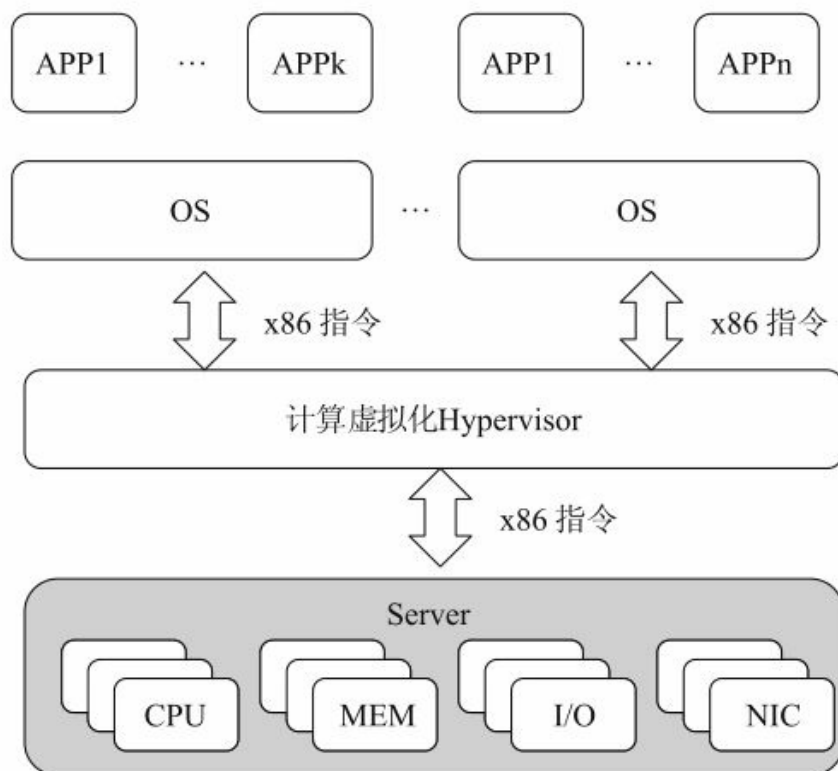 APP1 … APPk APP1 … APPn
OS … OS
x86 指令 x86 指令
计算虚拟化Hypervisor
x86 指令
Server
CPU MEM I/O NIC